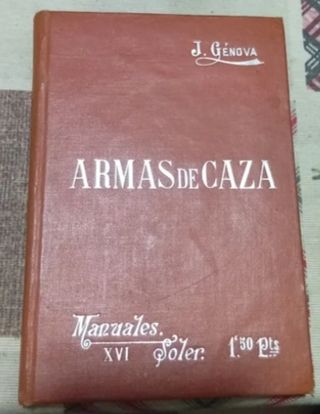 J. GÉNOVA
ARMAS DE CAZA
Manuales.
XVI Soler. 1'50 Pts